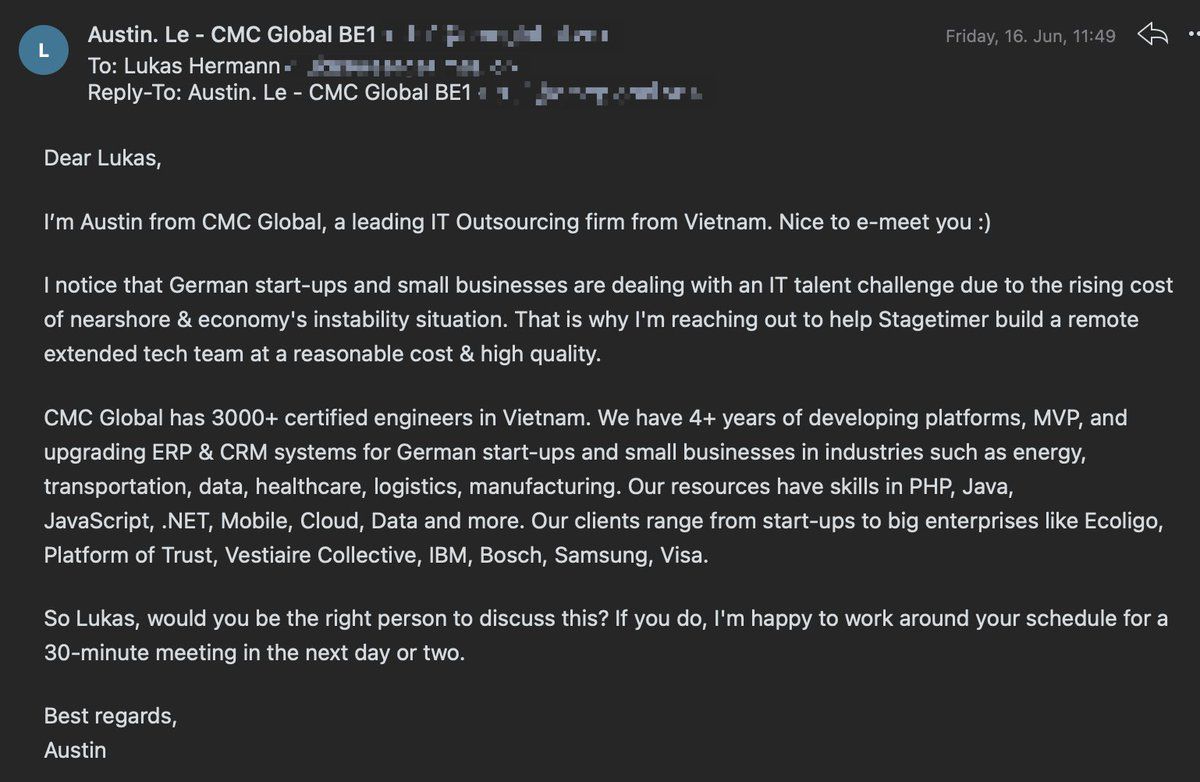 L
Austin. Le - CMC Global BE1
Friday, 16. Jun, 11:49
To: Lukas Hermann
Reply-To: Austin. Le - CMC Global BE1
Dear Lukas,
I’m Austin from CMC Global, a leading IT Outsourcing firm from Vietnam. Nice to e-meet you :)
I notice that German start-ups and small businesses are dealing with an IT talent challenge due to the rising cost
of nearshore & economy's instability situation. That is why I'm reaching out to help Stagetimer build a remote
extended tech team at a reasonable cost & high quality.
CMC Global has 3000+ certified engineers in Vietnam. We have 4+ years of developing platforms, MVP, and
upgrading ERP & CRM systems for German start-ups and small businesses in industries such as energy,
transportation, data, healthcare, logistics, manufacturing. Our resources have skills in PHP, Java,
JavaScript, .NET, Mobile, Cloud, Data and more. Our clients range from start-ups to big enterprises like Ecoligo,
Platform of Trust, Vestiaire Collective, IBM, Bosch, Samsung, Visa.
So Lukas, would you be the right person to discuss this? If you do, I'm happy to work around your schedule for a
30-minute meeting in the next day or two.
Best regards,
Austin